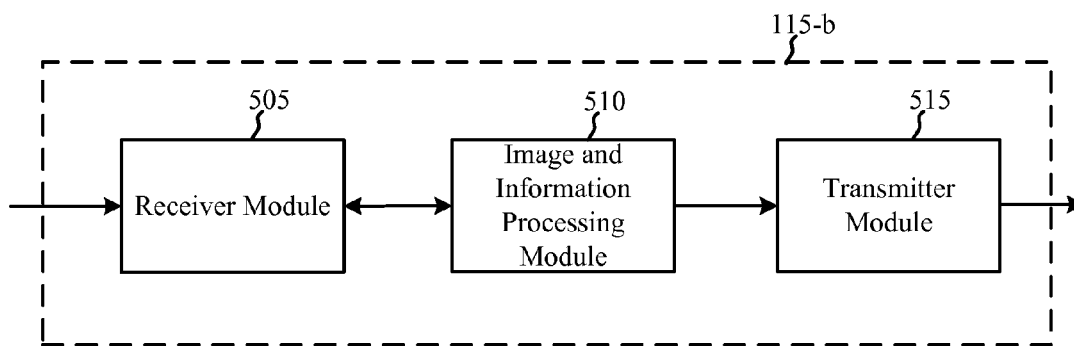 115-b
505
510
515
Receiver Module
Image and
Information
Processing
Module
Transmitter
Module